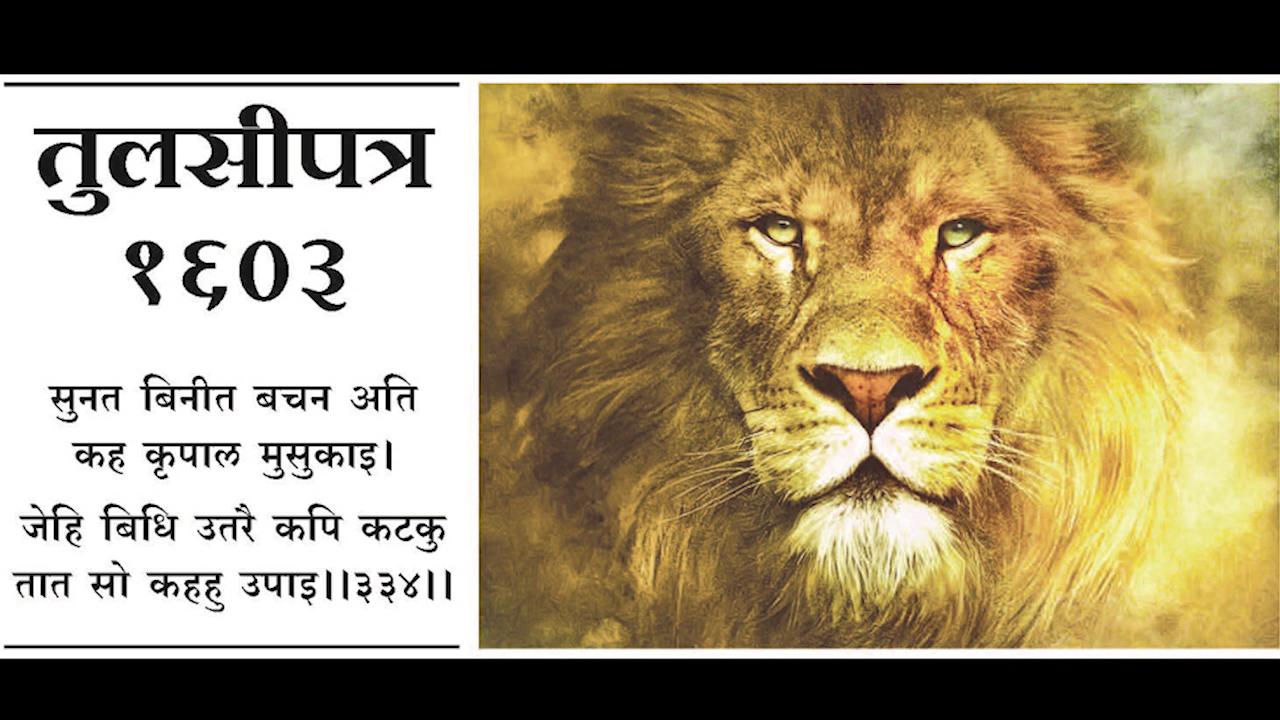 तुलसीपत्र
१६०३
सुनत बिनीत बचन अति
कह कृपाल मुसुकाइ।
जेहि बिधि उतरै कपि कटकु
तात सो कहहु उपाइ।।३३४।।